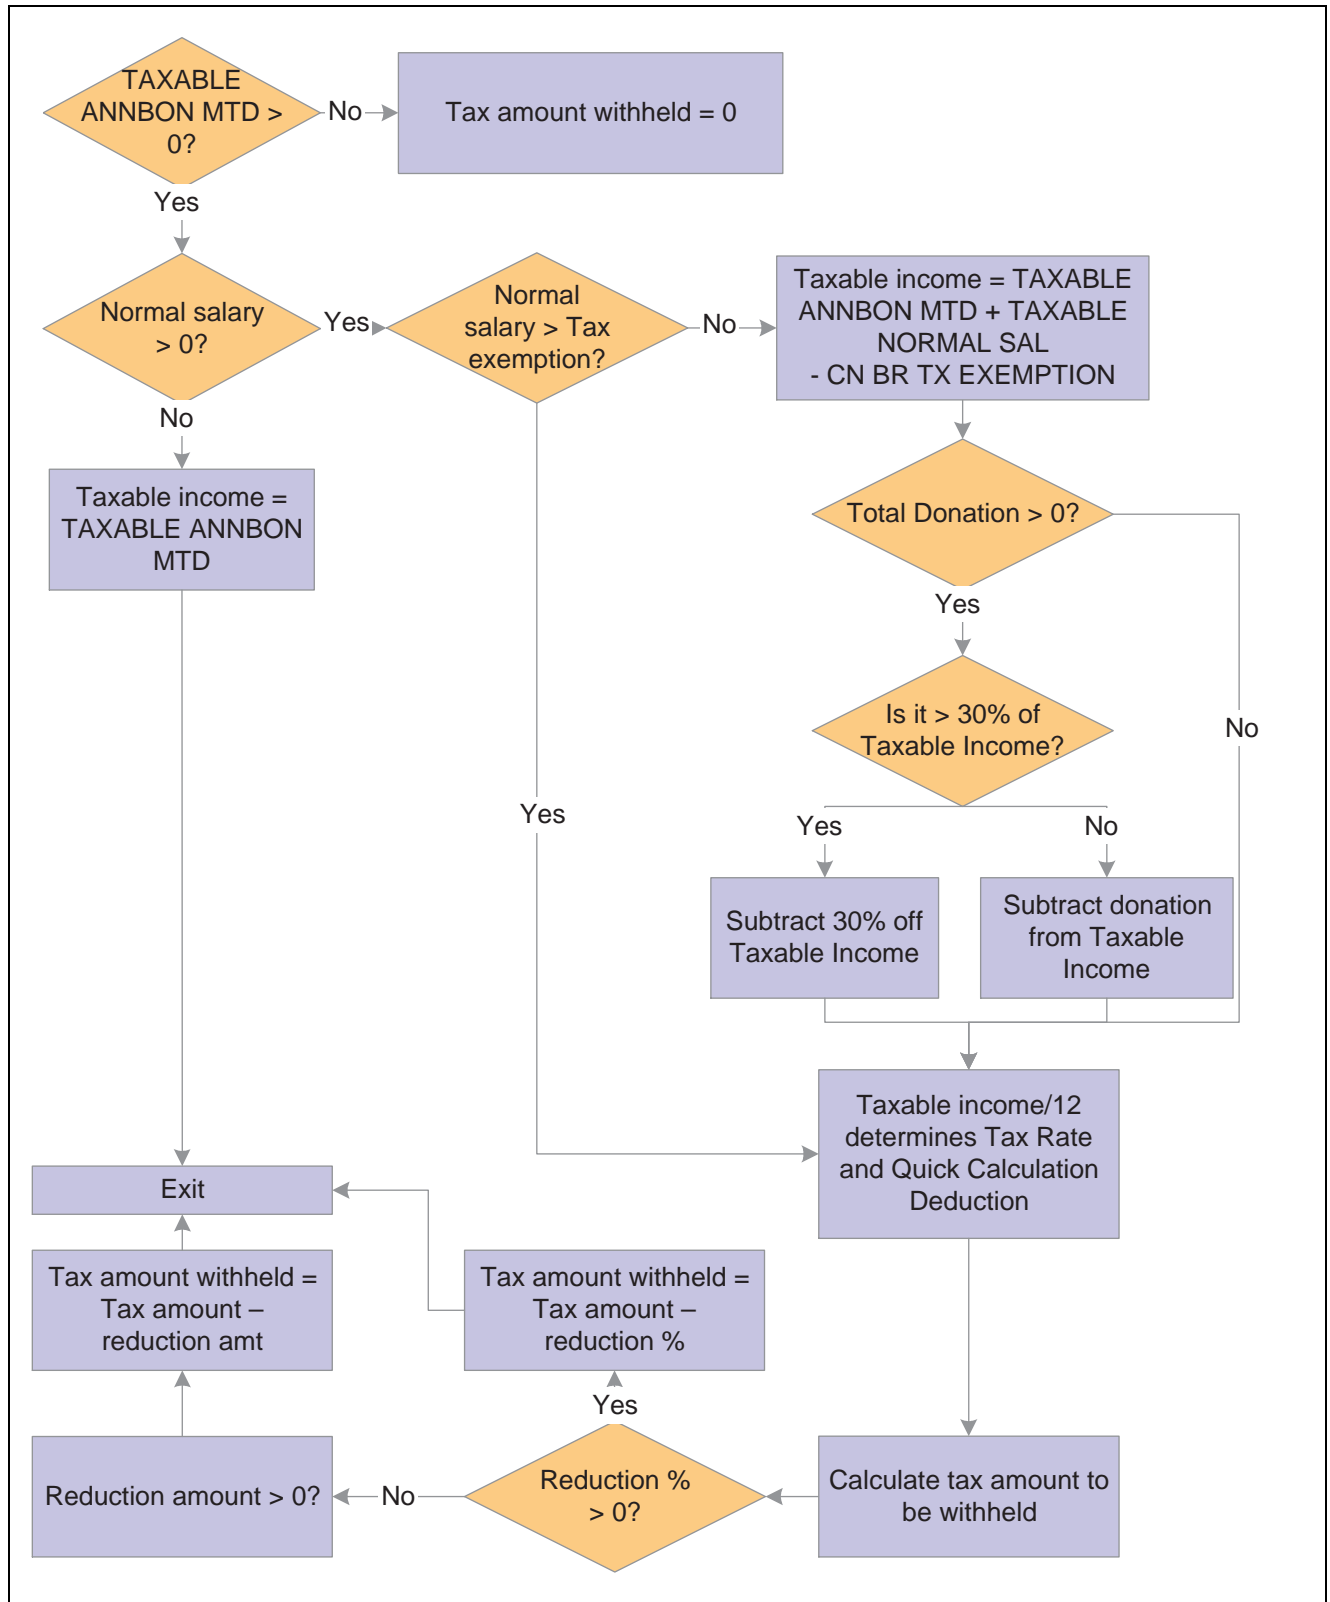 TAXABLE
ANNBON MTD >
0?
No
Tax amount withheld = 0
Yes
Normal salary
> 0?
Yes
Normal
salary > Tax
exemption?
No
Taxable income = TAXABLE
ANNBON MTD + TAXABLE
NORMAL SAL
- CN BR TX EXEMPTION
No
Taxable income =
TAXABLE ANNBON
MTD
Total Donation > 0?
Yes
No
Is it > 30% of
Taxable Income?
Yes
Yes
No
Subtract 30% off
Taxable Income
Subtract donation
from Taxable
Income
Taxable income/12
determines Tax Rate
and Quick Calculation
Deduction
Exit
Tax amount withheld =
Tax amount –
reduction amt
Tax amount withheld =
Tax amount –
reduction %
Yes
Reduction amount > 0?
No
Reduction %
> 0?
Calculate tax amount to
be withheld